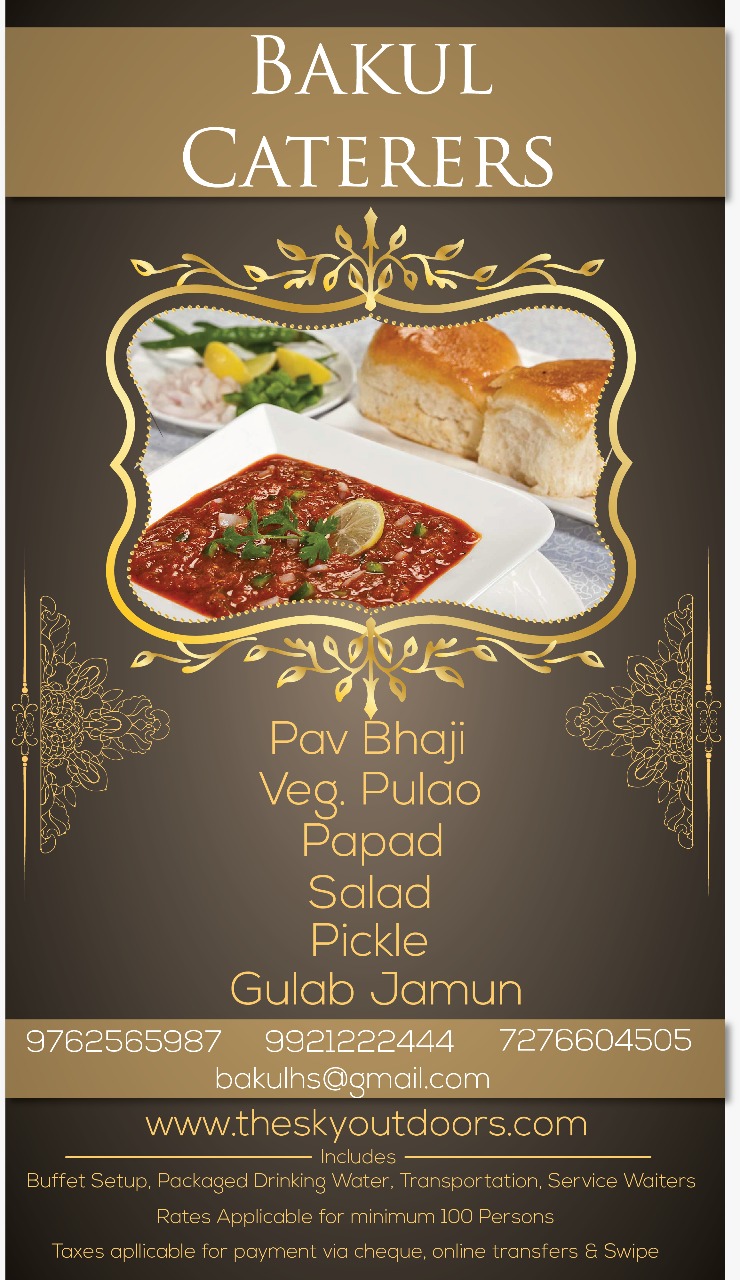 BAKUL
CATERERS
Pav Bhaji
Veg. Pulao
Papad
Salad
Pickle
Gulab Jamun
9762565987 9921222444 7276604505
bakulhs@gmail.com
www.theskyoutdoors.com
Includes
Buffet Setup, Packaged Drinking Water, Transportation, Service Waiters
Rates Applicable for minimum 100 Persons
Taxes apllicable for payment via cheque, online transfers & Swipe